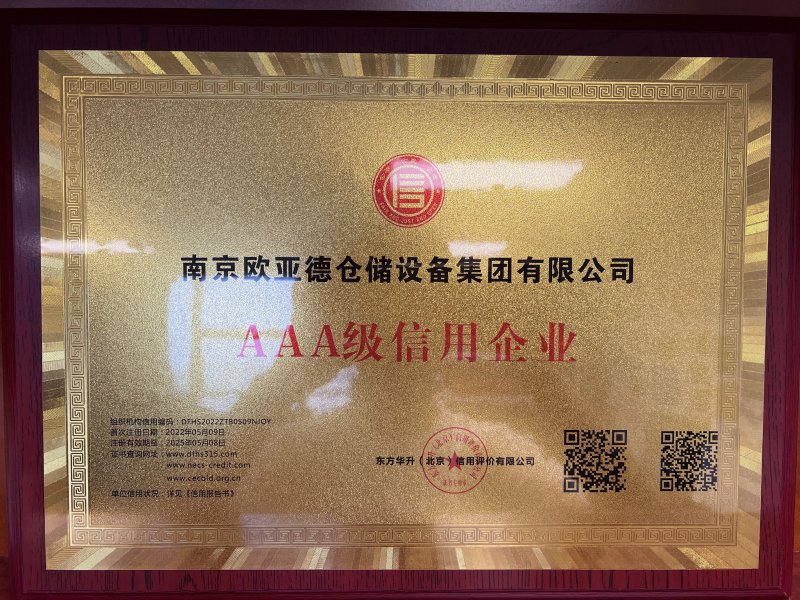 南京欧亚德仓储设备集团有限公司
AAA级信用企业
组织机构信用编码：DFHS2022ZTB0509NJOY
首次注册日期：2022年05月09日
注册有效期至：2025年05月08日
证书查询网址：www.dfhs315.com
www.necs-credit.com
www.cecbid.org.cn
单位信用状况：详见《信用报告书》
东方华升（北京）信用评价有限公司